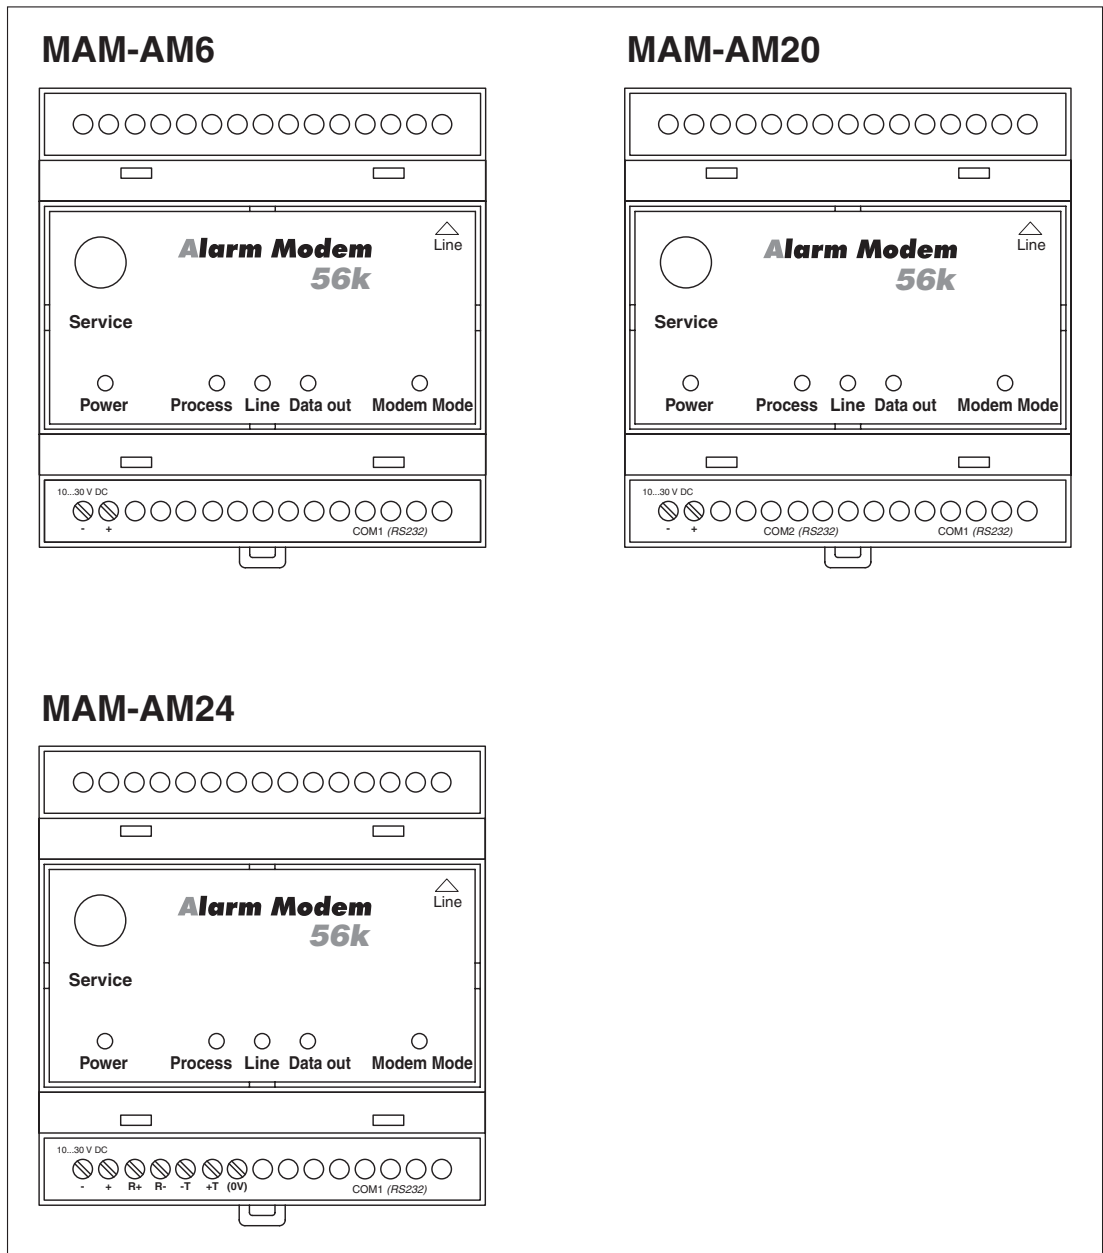 MAM-AM6
Alarm Modem
56k
Line
Service
Power Process Line Data out Modem Mode
10...30 V DC
- +
COM1 (RS232)
MAM-AM20
Alarm Modem
56k
Line
Service
Power Process Line Data out Modem Mode
10...30 V DC
- +
COM2 (RS232) COM1 (RS232)
MAM-AM24
Alarm Modem
56k
Line
Service
Power Process Line Data out Modem Mode
10...30 V DC
- + R+ R- -T +T (0V)
COM1 (RS232)